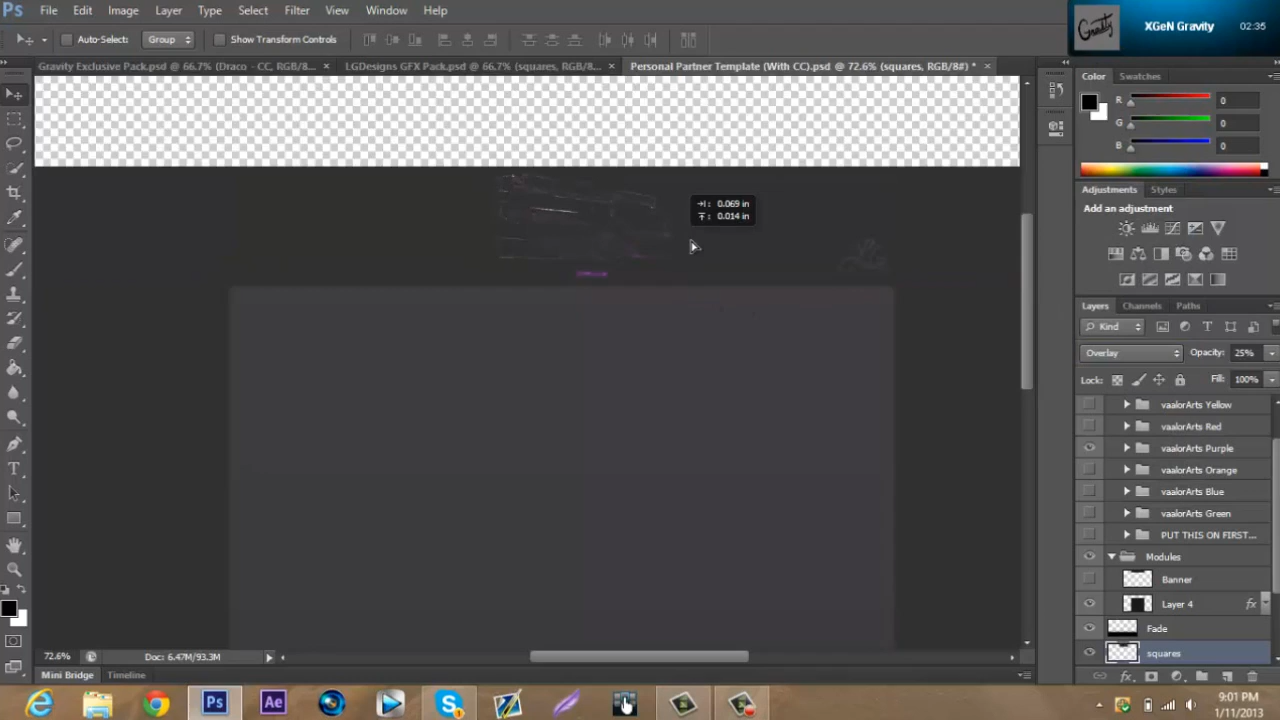 Ps File Edit Image Layer Type Select Filter View Window Help
Gravity XGeN Gravity 02:35
Auto-Select: Group Show Transform Controls
Gravity Exclusive Pack.psd @ 66.7% (Draco - CC, RGB/8... × LGDesigns GFX Pack.psd @ 66.7% (squares, RGB/8... × Personal Partner Template (With CC).psd @ 72.6% (squares, RGB/8#) * ×
Color Swatches
R 0
G 0
B 0
Adjustments Styles
Add an adjustment
0.069 in
0.014 in
Layers Channels Paths
Kind
Overlay Opacity: 25%
Lock: Fill: 100%
vaalorArts Yellow
vaalorArts Red
vaalorArts Purple
vaalorArts Orange
vaalorArts Blue
vaalorArts Green
PUT THIS ON FIRST...
Modules
Banner
Layer 4 fx
Fade
squares
72.6% Doc: 6.47M/93.3M
Mini Bridge Timeline
Ps Ae
9:01 PM
1/11/2013